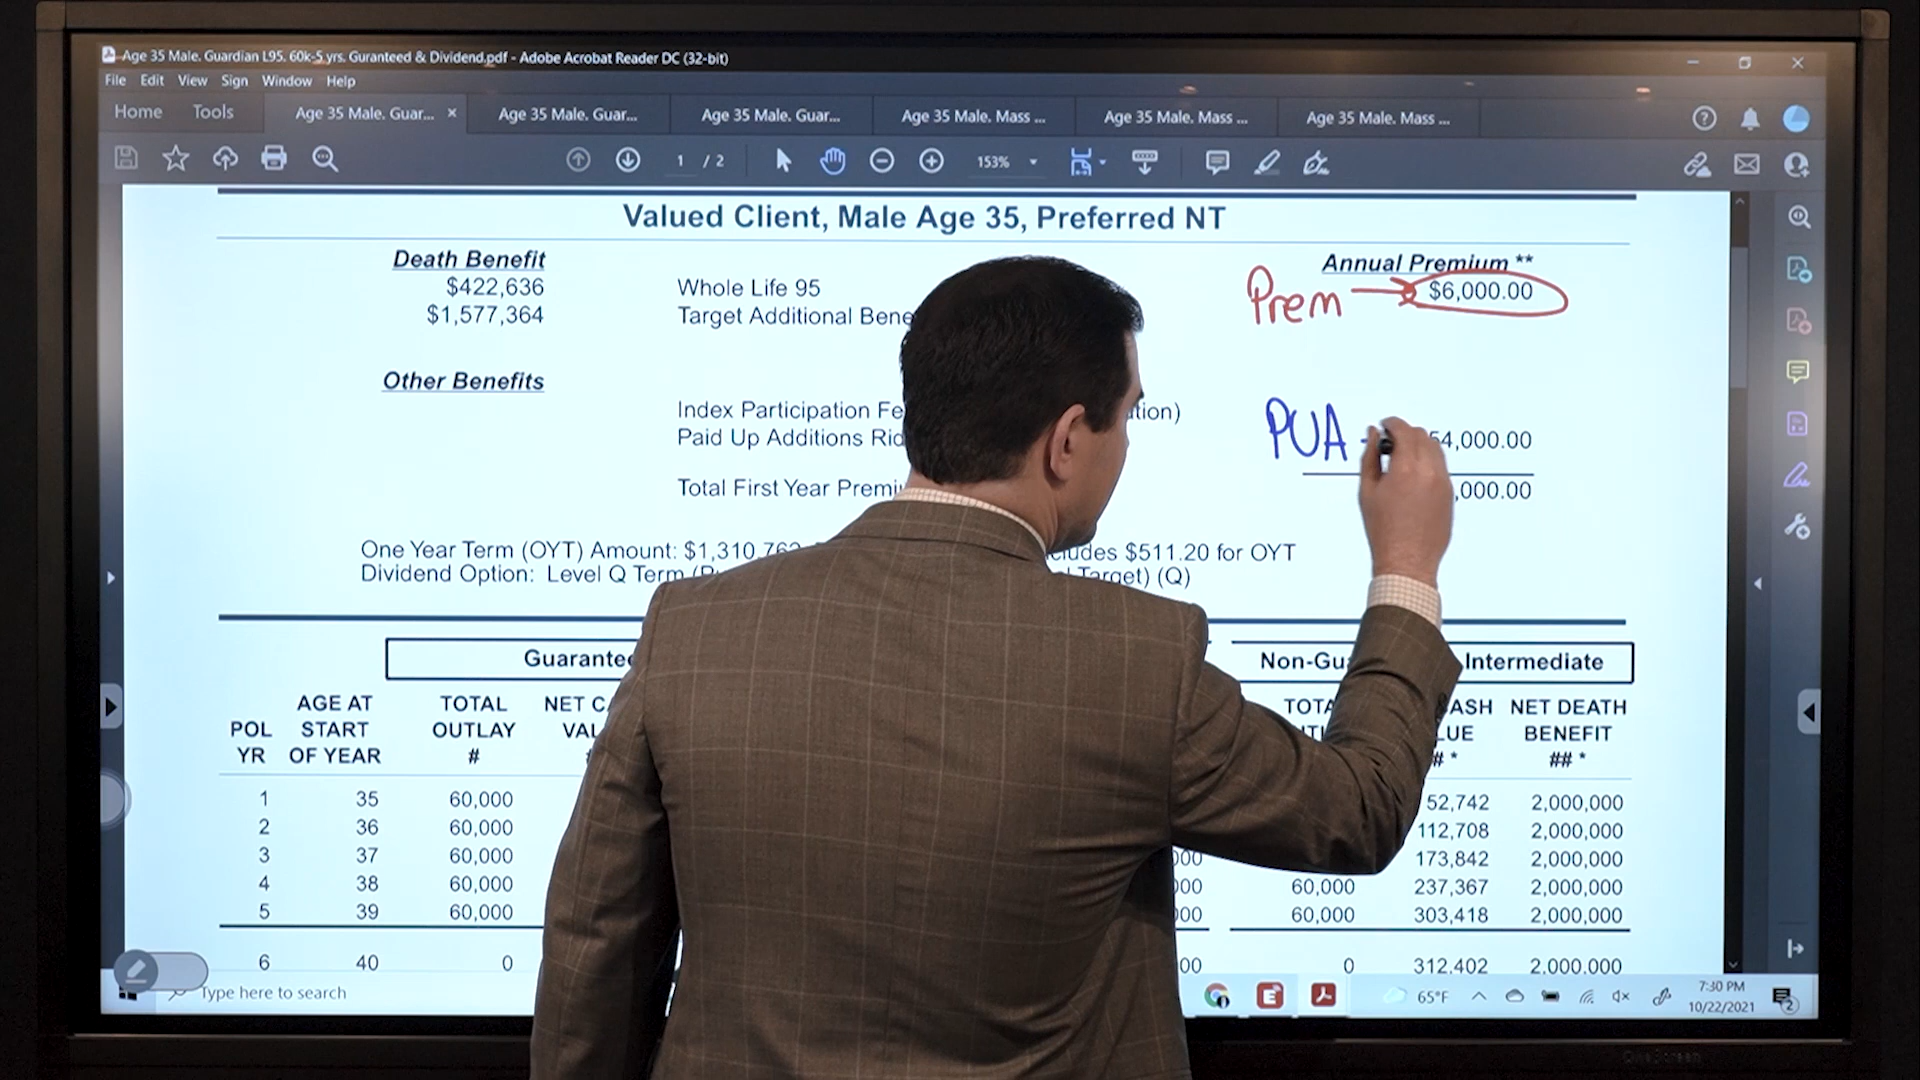 Age 35 Male. Guardian L95. 60k-5 yrs. Guranteed & Dividend.pdf - Adobe Acrobat Reader DC (32-bit)
File Edit View Sign Window Help
Home Tools Age 35 Male. Guar... × Age 35 Male. Guar... Age 35 Male. Guar... Age 35 Male. Mass ... Age 35 Male. Mass ... Age 35 Male. Mass ...
1 / 2 153%
Valued Client, Male Age 35, Preferred NT
Death Benefit Annual Premium **
$422,636 Whole Life 95 Prem $6,000.00
$1,577,364 Target Additional Bene
Other Benefits
Index Participation Fe tion)
Paid Up Additions Rid PUA 54,000.00
Total First Year Premiu ,000.00
One Year Term (OYT) Amount: $1,310,762 cludes $511.20 for OYT
Dividend Option: Level Q Term Target) (Q)
Guarantee Non-Gu Intermediate
AGE AT TOTAL NET CA TOTA ASH NET DEATH
POL START OUTLAY VAL LUE BENEFIT
YR OF YEAR # # * ## *
1 35 60,000 52,742 2,000,000
2 36 60,000 112,708 2,000,000
3 37 60,000 000 173,842 2,000,000
4 38 60,000 000 60,000 237,367 2,000,000
5 39 60,000 000 60,000 303,418 2,000,000
6 40 0 00 0 312,402 2,000,000
Type here to search 65°F 7:30 PM
10/22/2021 2